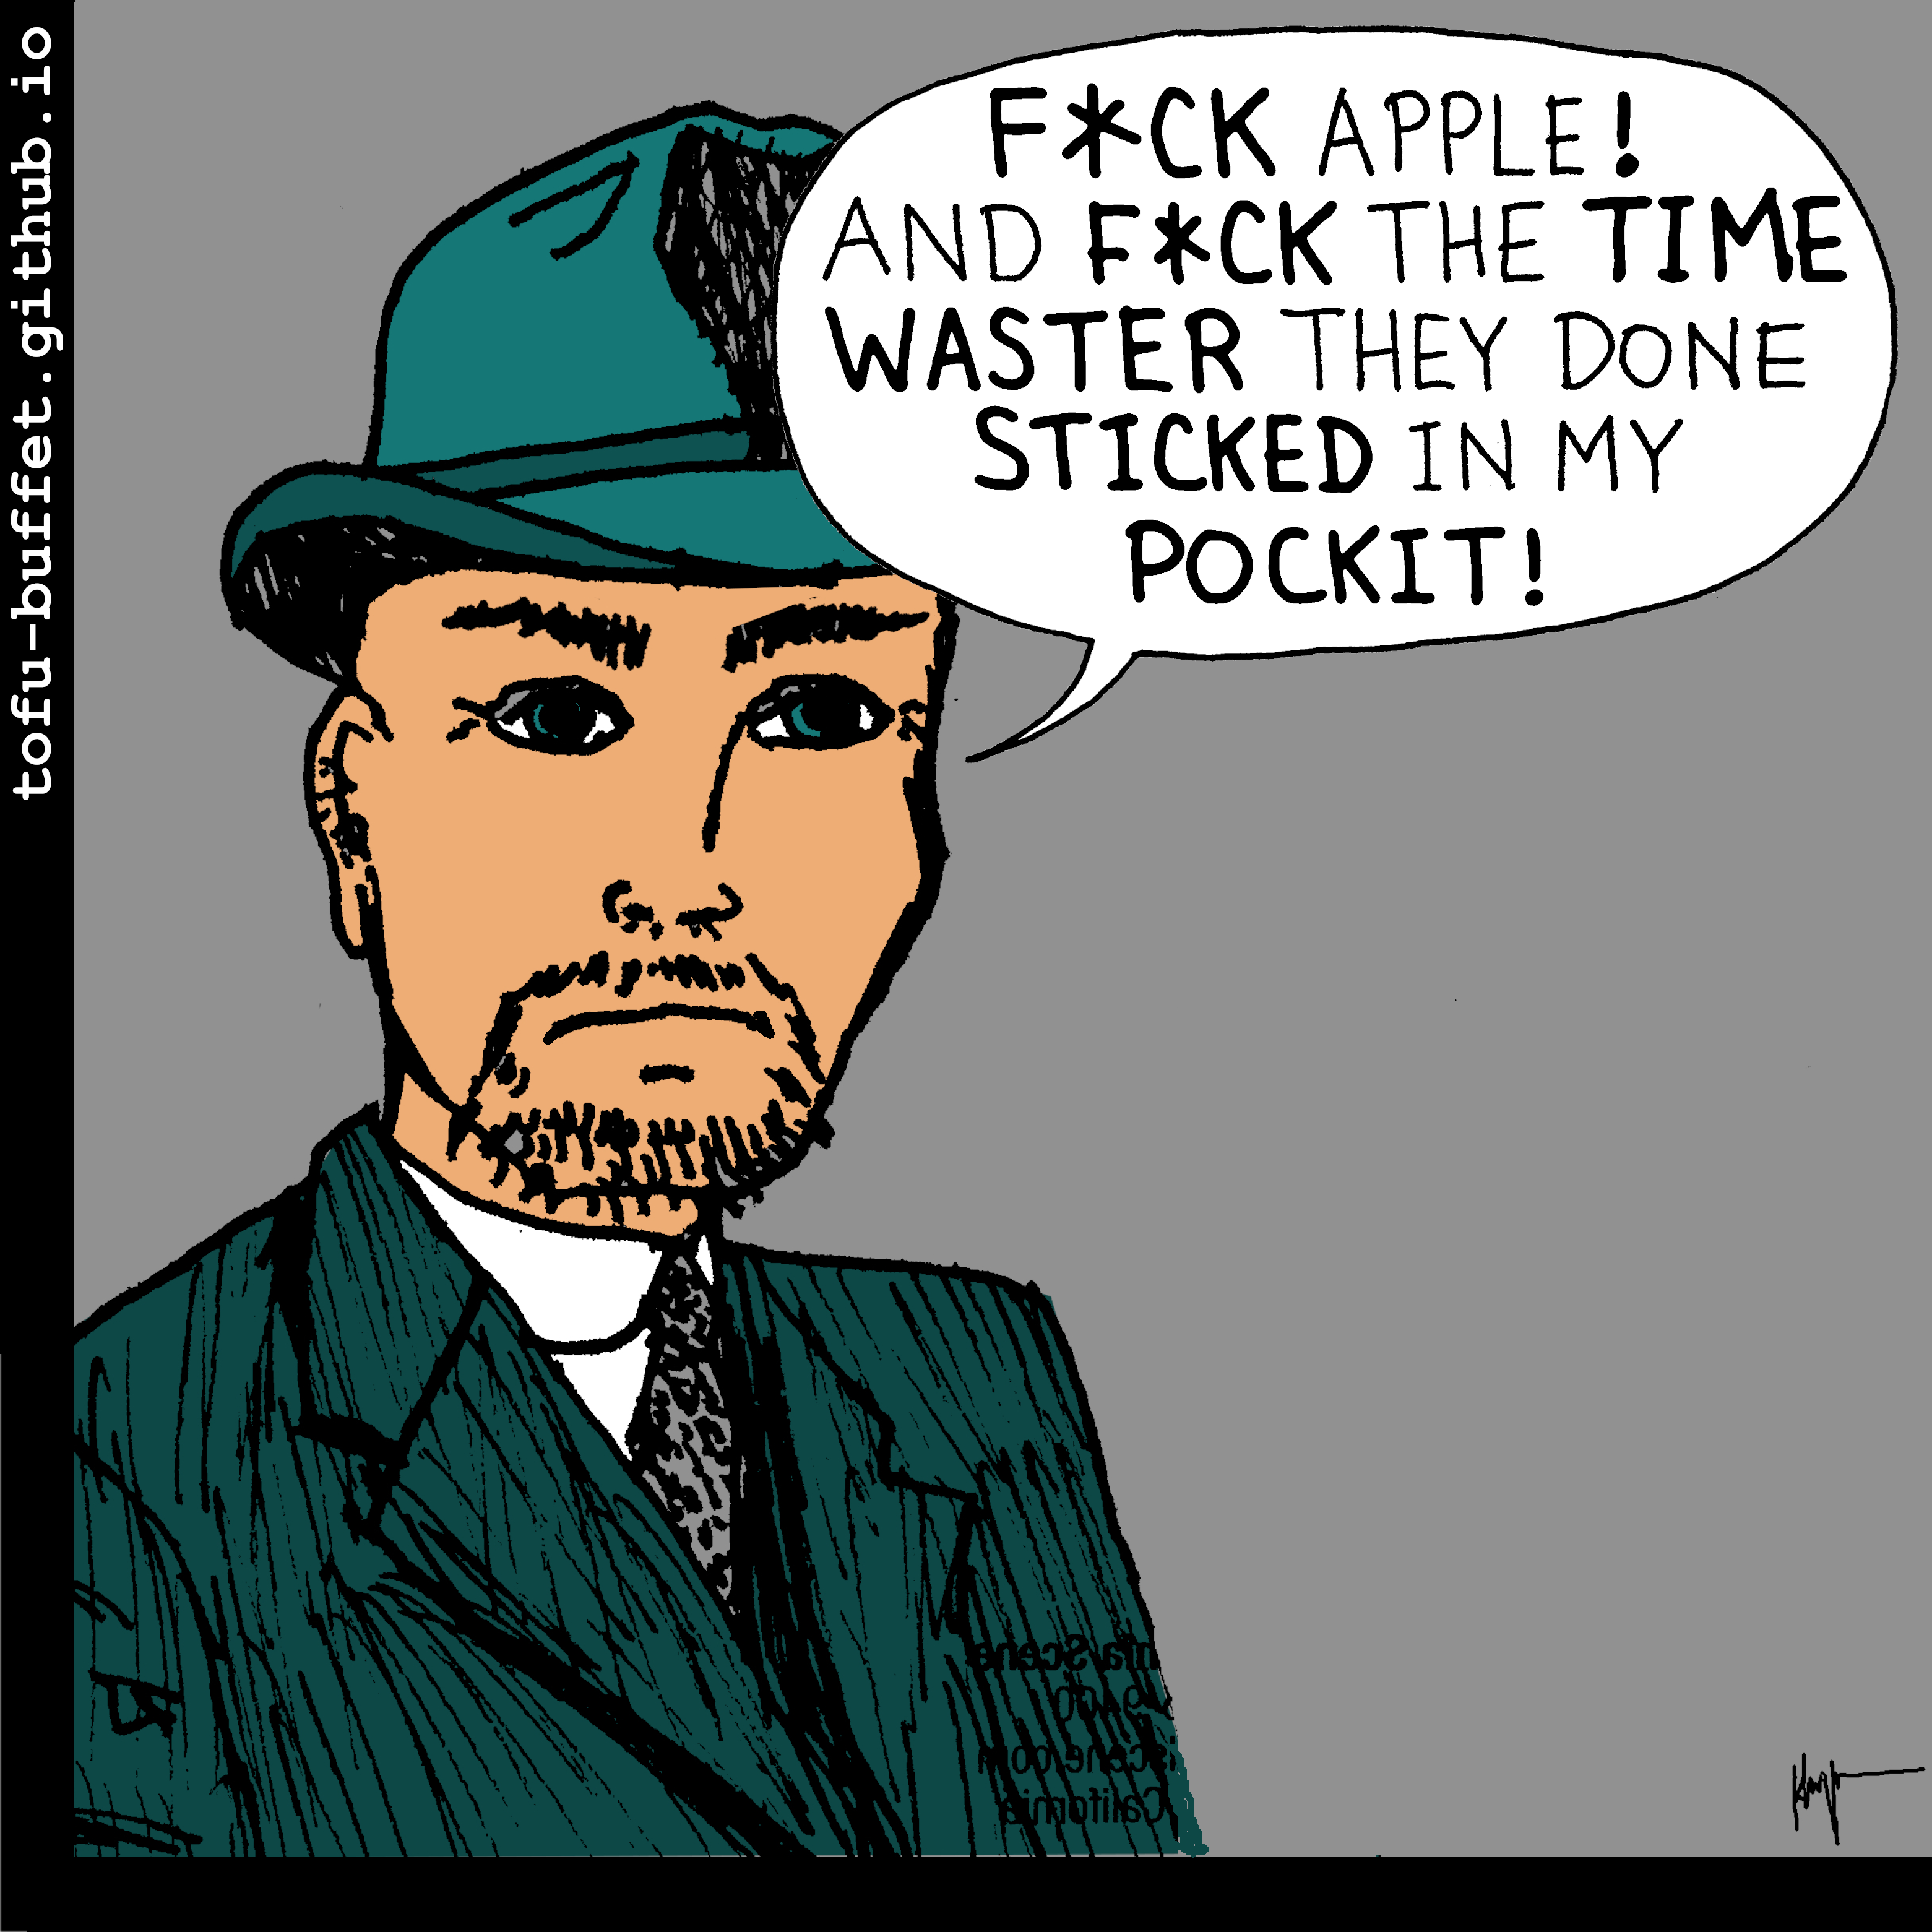 tofu-buffet.github.io
F*CK APPLE!
AND F*CK THE TIME
WASTER THEY DONE
STICKED IN MY
POCKIT!